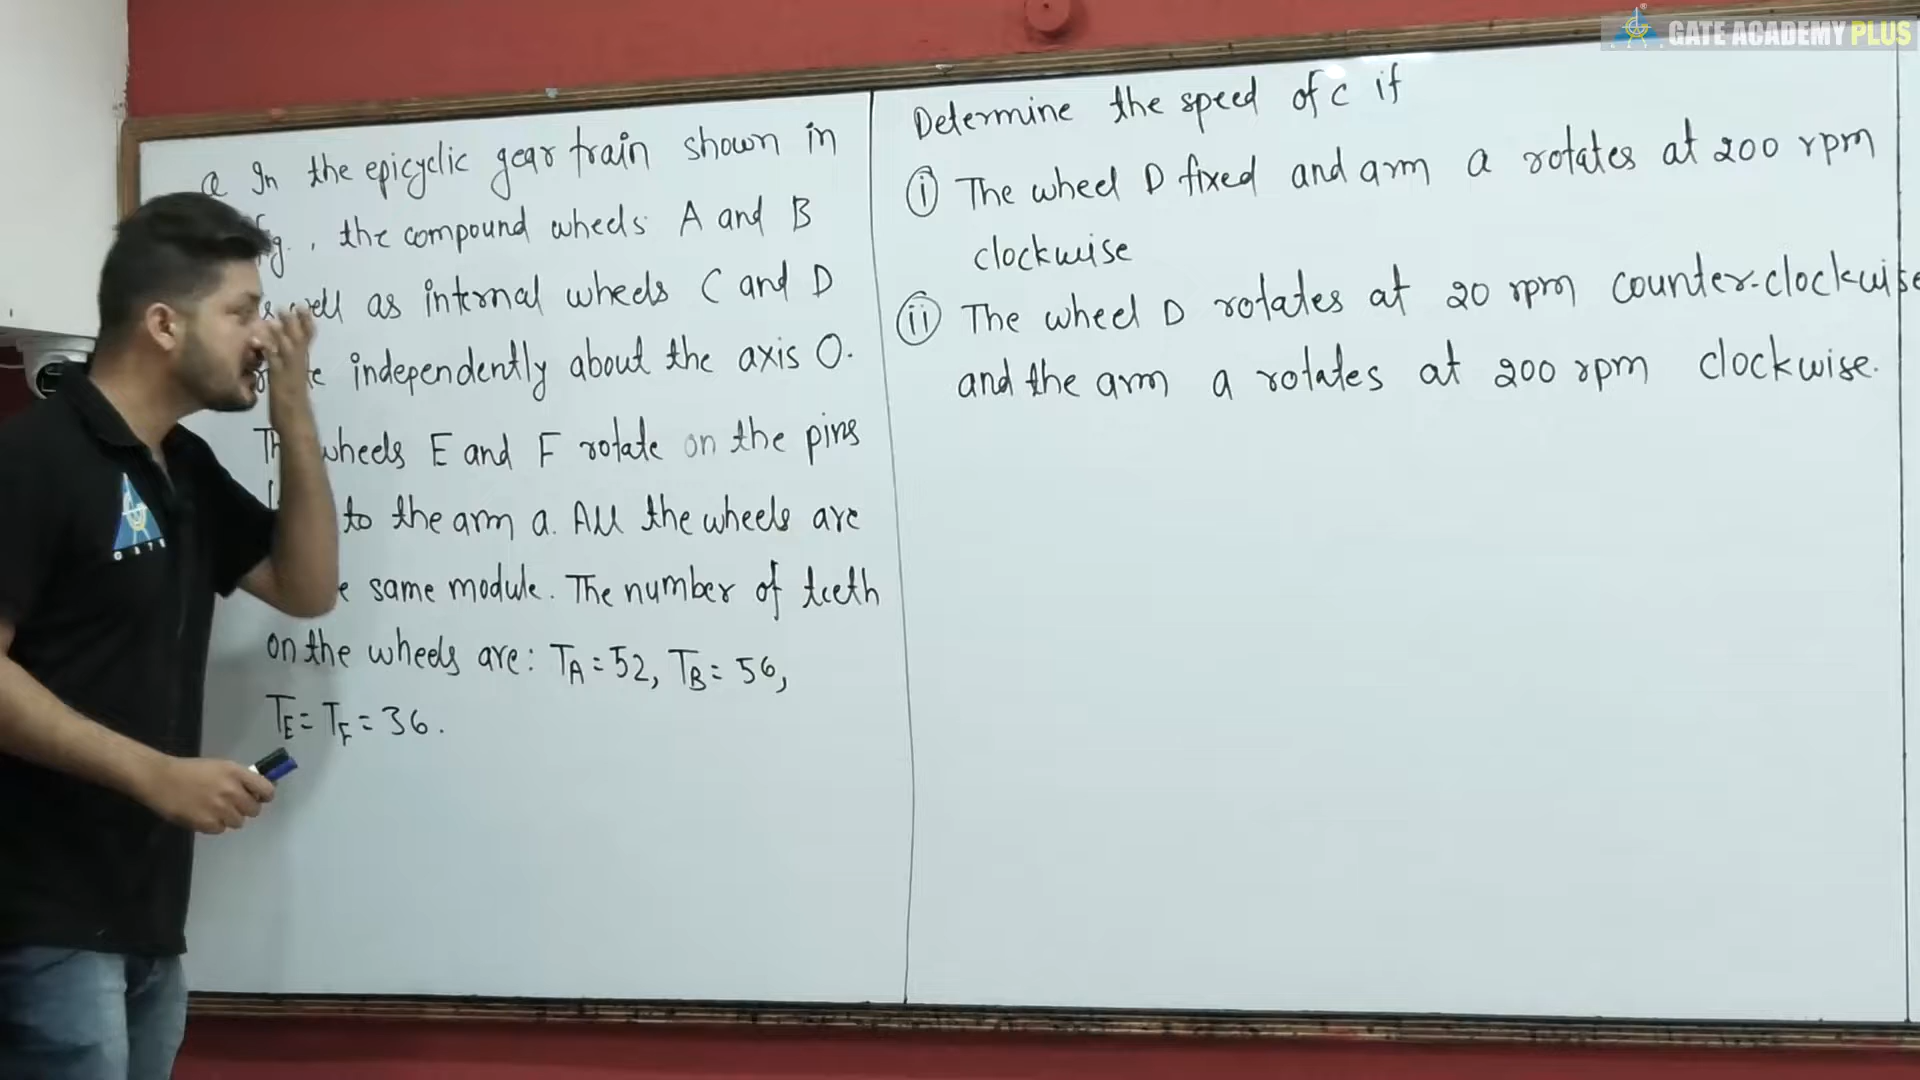 GATE ACADEMY PLUS
Q In the epicyclic gear train shown in
, the compound wheels A and B
well as internal wheels C and D
independently about the axis O.
wheels E and F rotate on the pins
to the arm a. All the wheels are
same module. The number of teeth
on the wheels are: TA = 52, TB = 56,
TE = TF = 36.
Determine the speed of C if
(i) The wheel D fixed and arm a rotates at 200 rpm
clockwise
(ii) The wheel D rotates at 20 rpm counter-clockwise
and the arm a rotates at 200 rpm clockwise.
GATE